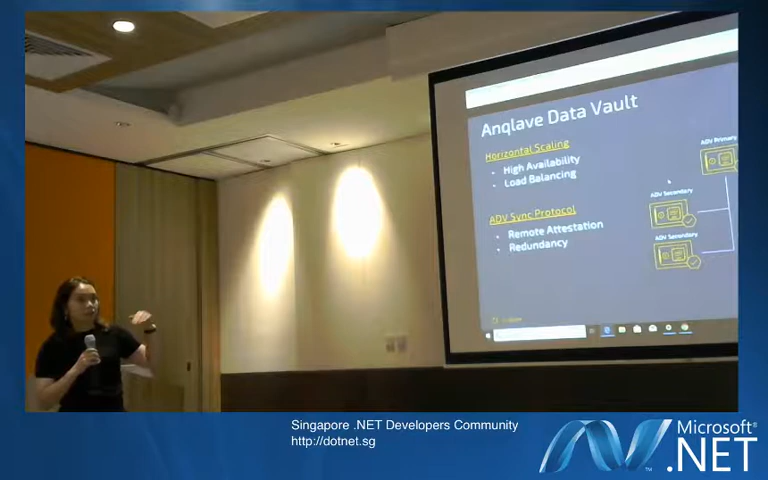 Anqlave Data Vault
Horizontal Scaling
- High Availability
- Load Balancing
ADV Sync Protocol
- Remote Attestation
- Redundancy
ADV Primary
ADV Secondary
ADV Secondary
Singapore .NET Developers Community
http://dotnet.sg
Microsoft®
.NET
™